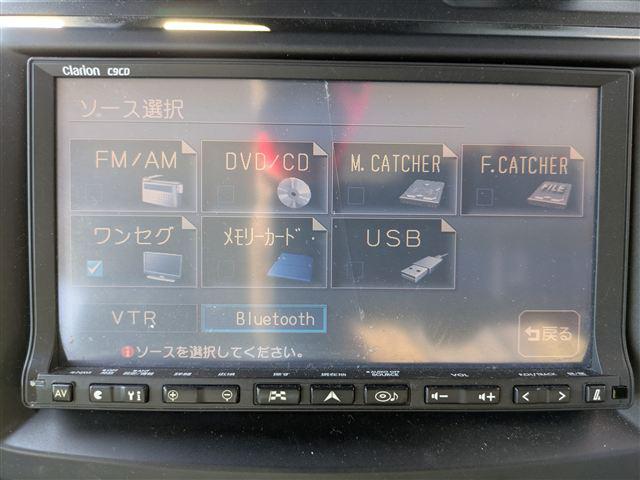 clarion C9CD
ソース選択
FM/AM DVD/CD M.CATCHER F.CATCHER
FILE
ワンセグ ﾒﾓﾘｰｶｰﾄﾞ USB
VTR Bluetooth
戻る
ソースを選択してください。
SOURCE VOL
AV